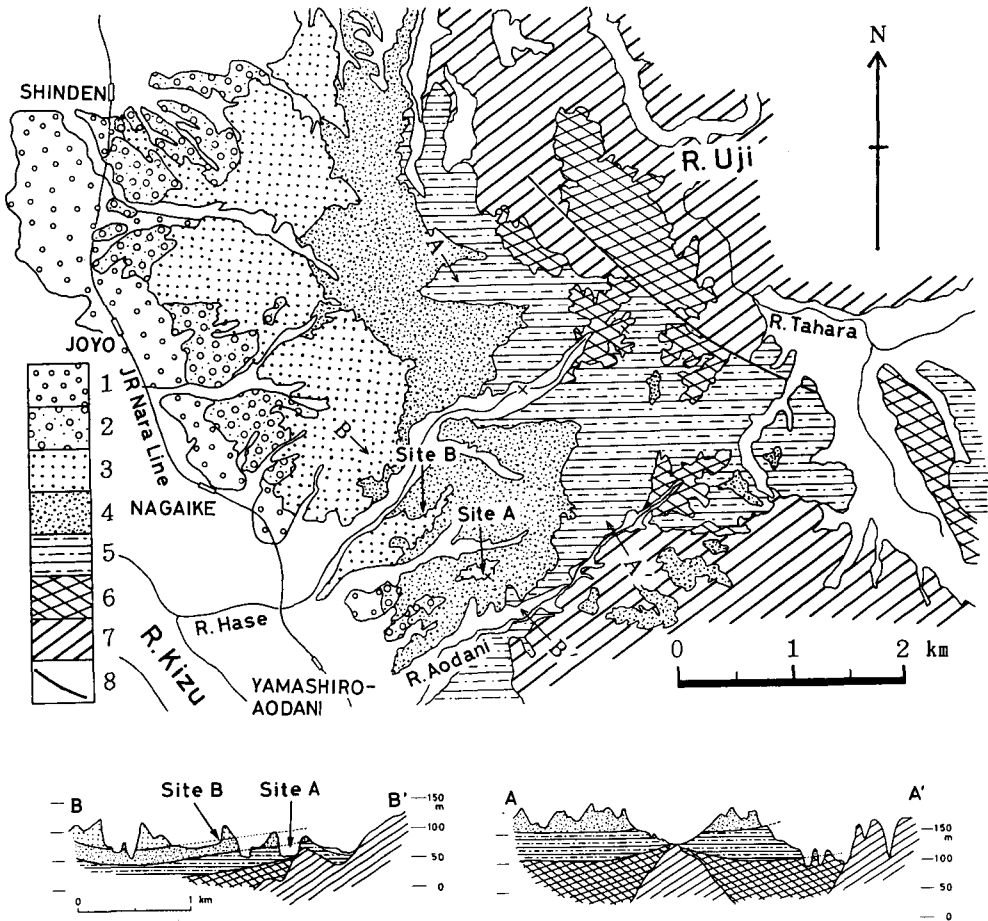 N
SHINDEN
R. Uji
A
R. Tahara
JOYO
JR Nara Line
B
Site B
NAGAIKE
Site A
A'
R. Hase
B'
R. Aodani
R. Kizu
YAMASHIRO-
AODANI
1
2
3
4
5
6
7
8
0 1 2 km
B Site B Site A B'
150
m
100
50
0
0 1
km
A A'
150
m
100
50
0